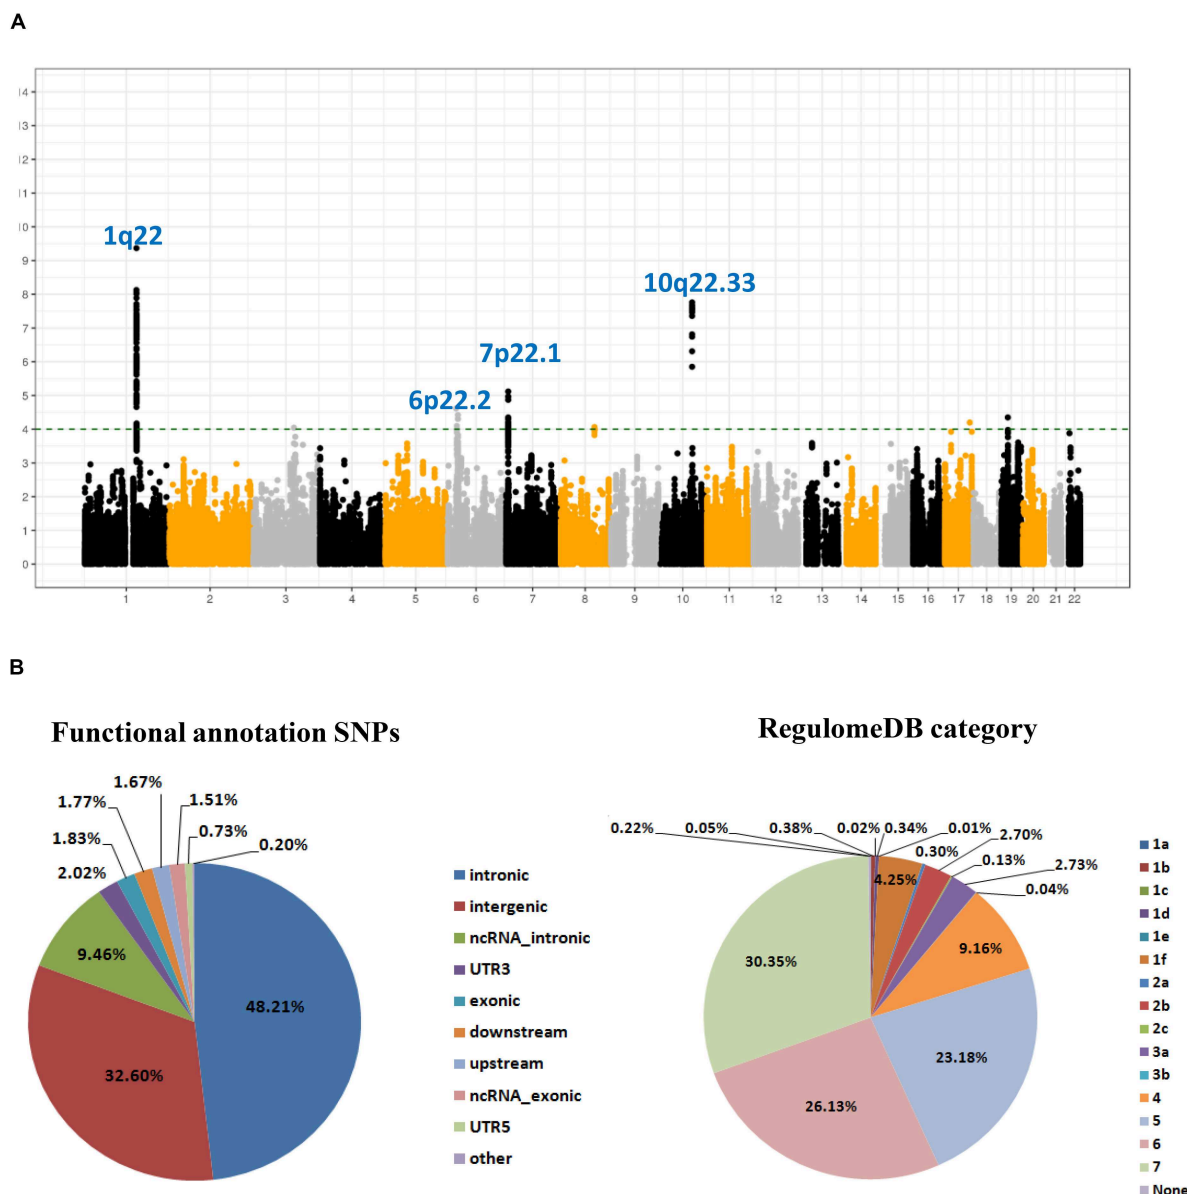 A
14
13
12
11
10
9
8
7
6
5
4
3
2
1
0
1q22
10q22.33
7p22.1
6p22.2
1 2 3 4 5 6 7 8 9 10 11 12 13 14 15 16 17 18 19 20 21 22
B
Functional annotation SNPs
1.67%
1.77%
1.51%
1.83%
0.73%
2.02%
0.20%
9.46%
48.21%
32.60%
intronic
intergenic
ncRNA_intronic
UTR3
exonic
downstream
upstream
ncRNA_exonic
UTR5
other
RegulomeDB category
0.22% 0.05% 0.38% 0.02% 0.34% 0.01%
2.70%
0.30%
0.13%
2.73%
4.25%
0.04%
9.16%
30.35%
23.18%
26.13%
1a
1b
1c
1d
1e
1f
2a
2b
2c
3a
3b
4
5
6
7
None